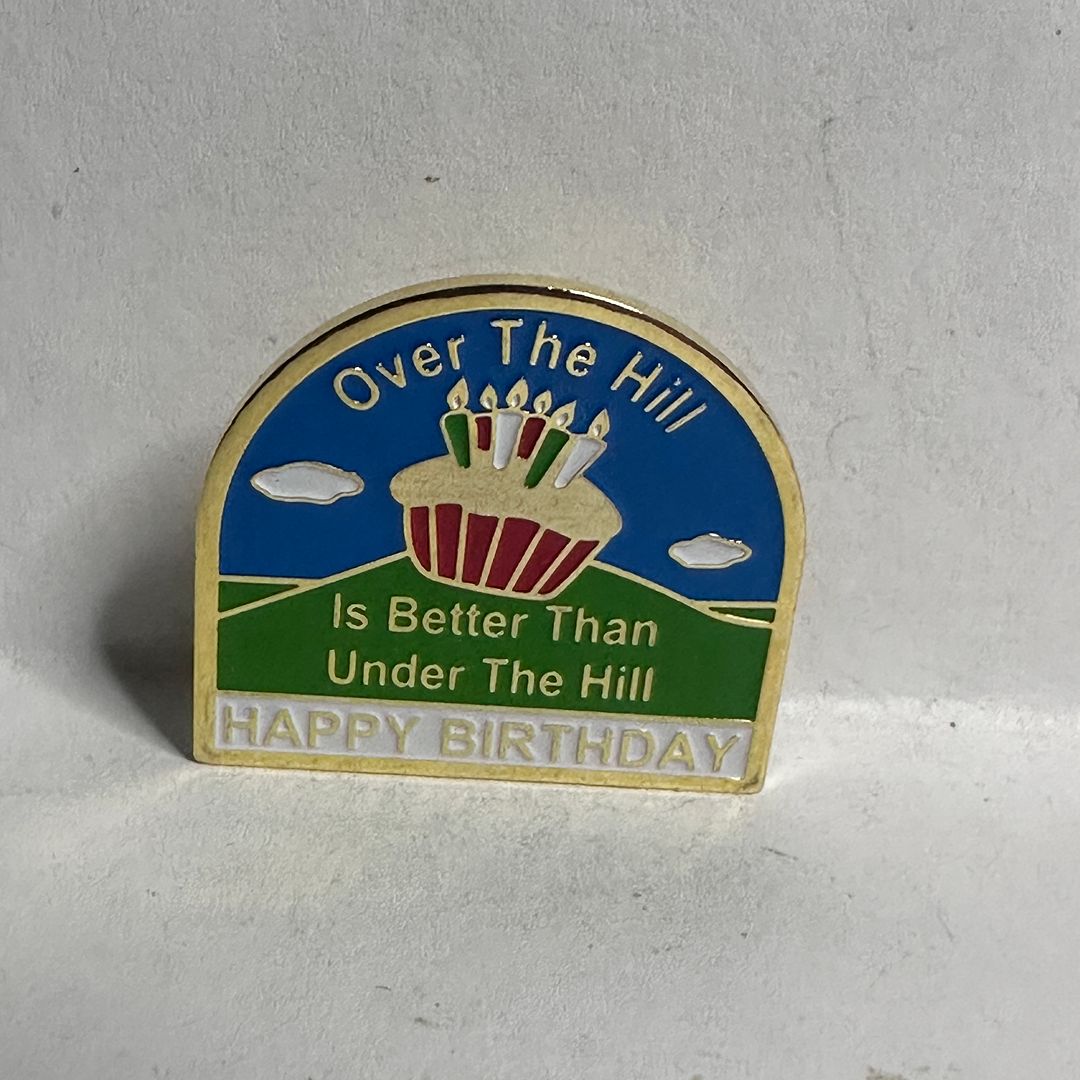 Over The Hill
Is Better Than
Under The Hill
HAPPY BIRTHDAY